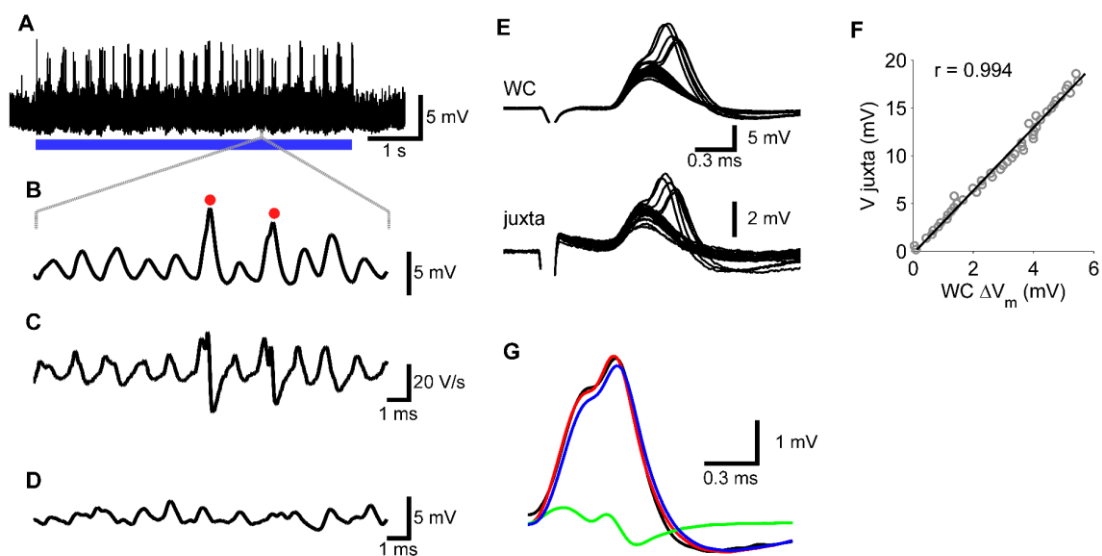 A
5 mV
1 s
B
5 mV
C
20 V/s
1 ms
D
5 mV
1 ms
E
WC
5 mV
0.3 ms
juxta
2 mV
F
r = 0.994
20
15
10
5
0
0
2
4
6
V juxta (mV)
WC ΔVm (mV)
G
1 mV
0.3 ms